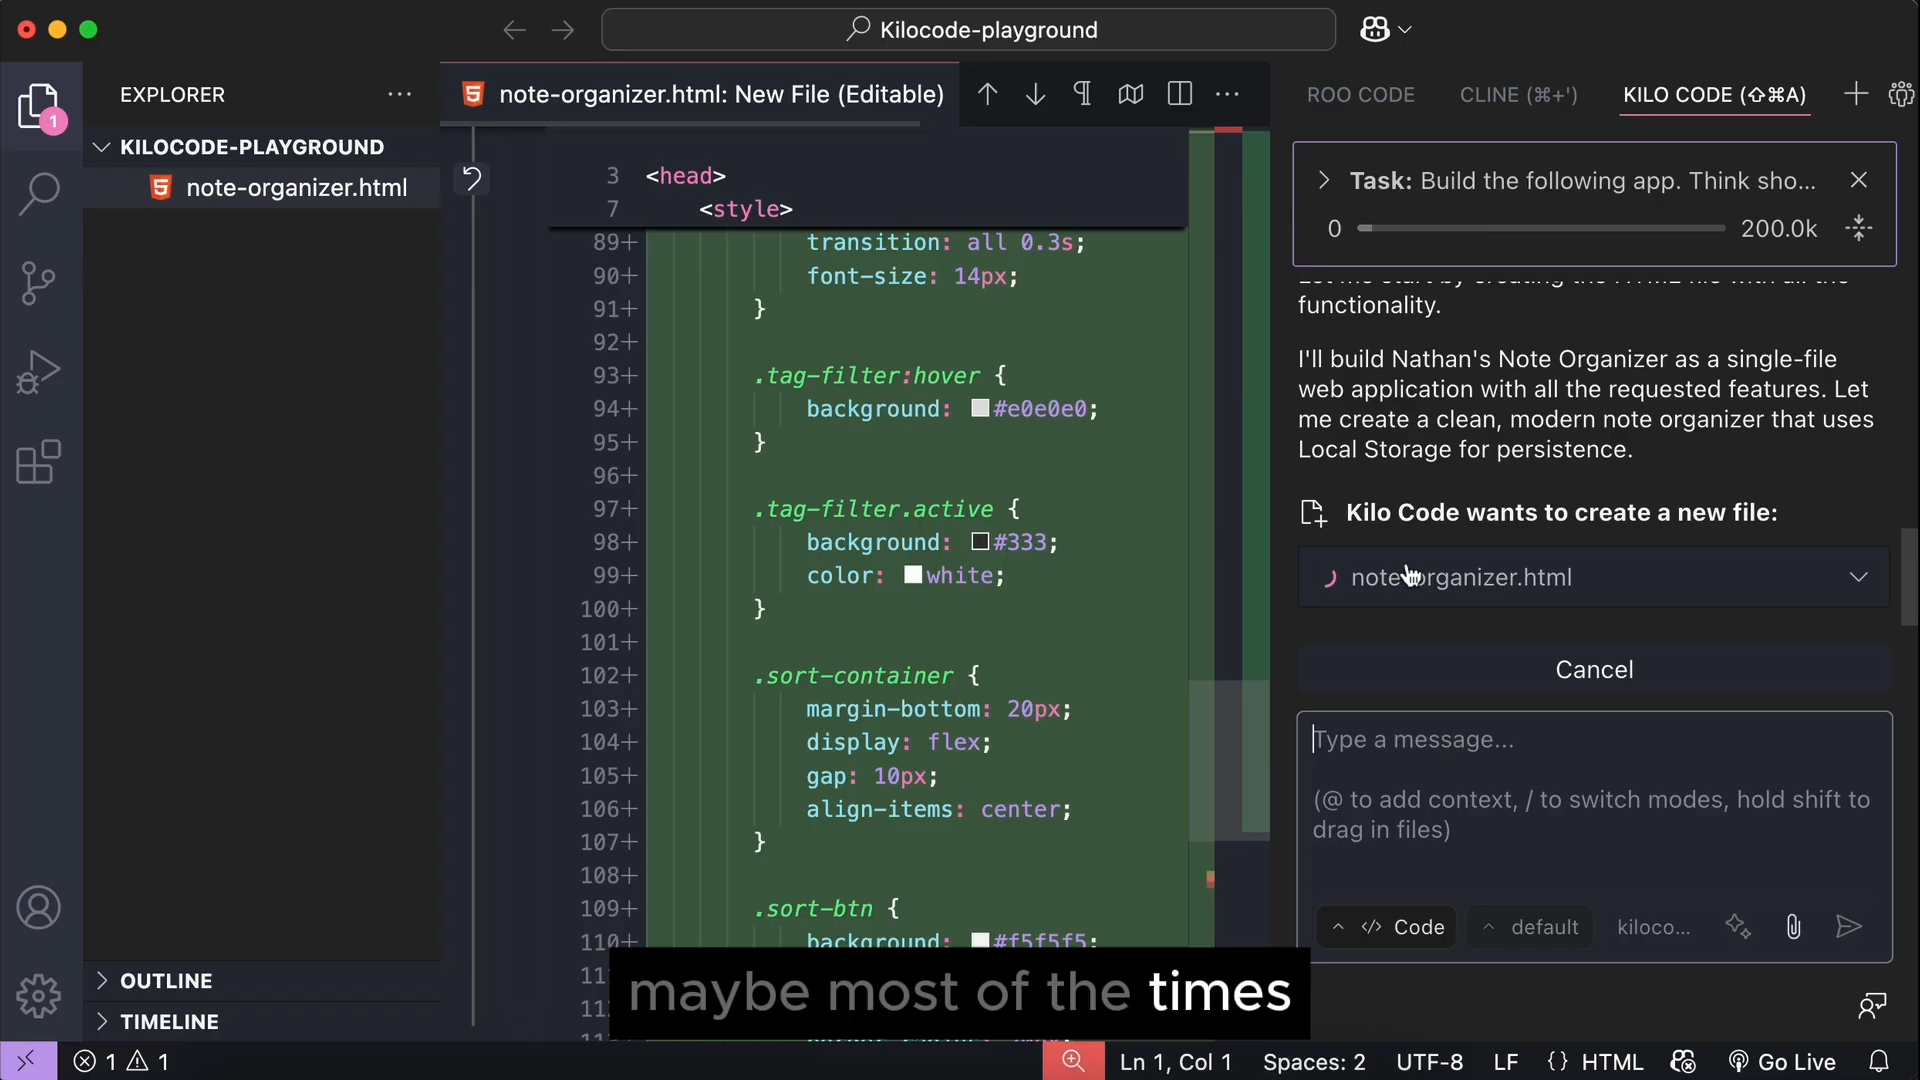 Kilocode-playground
EXPLORER
1
KILOCODE-PLAYGROUND
note-organizer.html
OUTLINE
TIMELINE
note-organizer.html: New File (Editable)
3 <head>
7 <style>
89+ transition: all 0.3s;
90+ font-size: 14px;
91+ }
92+
93+ .tag-filter:hover {
94+ background: #e0e0e0;
95+ }
96+
97+ .tag-filter.active {
98+ background: #333;
99+ color: white;
100+ }
101+
102+ .sort-container {
103+ margin-bottom: 20px;
104+ display: flex;
105+ gap: 10px;
106+ align-items: center;
107+ }
108+
109+ .sort-btn {
110+ background: #f5f5f5;
maybe most of the times
ROO CODE CLINE (⌘+') KILO CODE (⇧⌘A)
Task: Build the following app. Think sho...
0 200.0k
functionality.
I'll build Nathan's Note Organizer as a single-file
web application with all the requested features. Let
me create a clean, modern note organizer that uses
Local Storage for persistence.
Kilo Code wants to create a new file:
note-organizer.html
Cancel
Type a message...
(@ to add context, / to switch modes, hold shift to
drag in files)
Code default kiloco...
1 1 Ln 1, Col 1 Spaces: 2 UTF-8 LF {} HTML Go Live